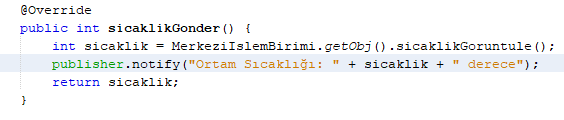 @Override
public int sicaklikGonder() {
int sicaklik = MerkeziIslemBirimi.getObj().sicaklikGoruntule();
publisher.notify("Ortam Sıcaklığı: " + sicaklik + " derece");
return sicaklik;
}